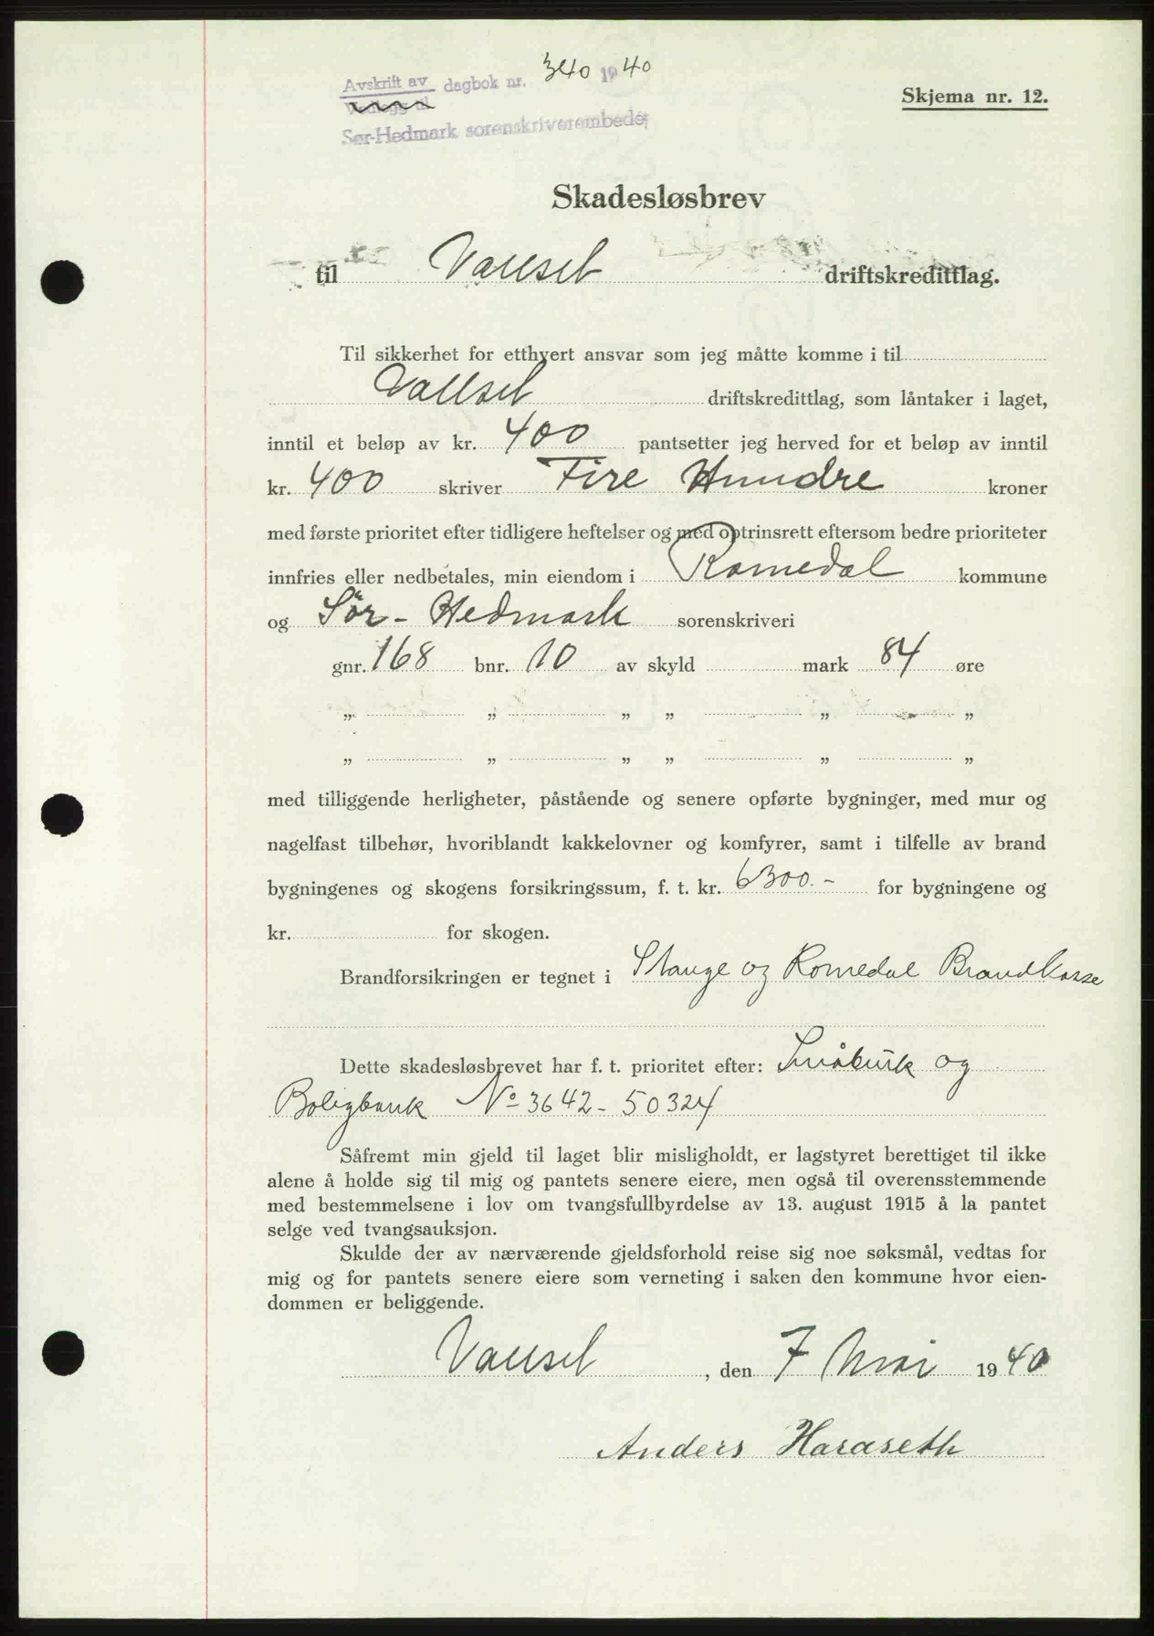 Avskrift av dagbok nr. 340 1940
Vedlegg til
Sør-Hedmark sorenskriverembede
Skjema nr. 12.
Skadesløsbrev
til Vallset driftskredittlag.
Til sikkerhet for etthvert ansvar som jeg måtte komme i til
Vallset driftskredittlag, som låntaker i laget,
inntil et beløp av kr. 400 pantsetter jeg herved for et beløp av inntil
kr. 400 skriver Fire Hundre kroner
med første prioritet efter tidligere heftelser og med optrinsrett eftersom bedre prioriteter
innfries eller nedbetales, min eiendom i Romedal kommune
og Sør-Hedmark sorenskriveri
gnr. 168 bnr. 10 av skyld mark 84 øre
„ „ „ „ „ „
„ „ „ „ „ „
med tilliggende herligheter, påstående og senere opførte bygninger, med mur og
nagelfast tilbehør, hvoriblandt kakkelovner og komfyrer, samt i tilfelle av brand
bygningenes og skogens forsikringssum, f. t. kr. 6300.- for bygningene og
kr. for skogen.
Brandforsikringen er tegnet i Stange og Romedal Brandkasse
Dette skadesløsbrevet har f. t. prioritet efter: Småbruk og
Boligbank No 3642 - 50324
Såfremt min gjeld til laget blir misligholdt, er lagstyret berettiget til ikke
alene å holde sig til mig og pantets senere eiere, men også til overensstemmende
med bestemmelsene i lov om tvangsfullbyrdelse av 13. august 1915 å la pantet
selge ved tvangsauksjon.
Skulde der av nærværende gjeldsforhold reise sig noe søksmål, vedtas for
mig og for pantets senere eiere som verneting i saken den kommune hvor eien-
dommen er beliggende.
Vallset, den 7 Mai 1940
Anders Haraseth